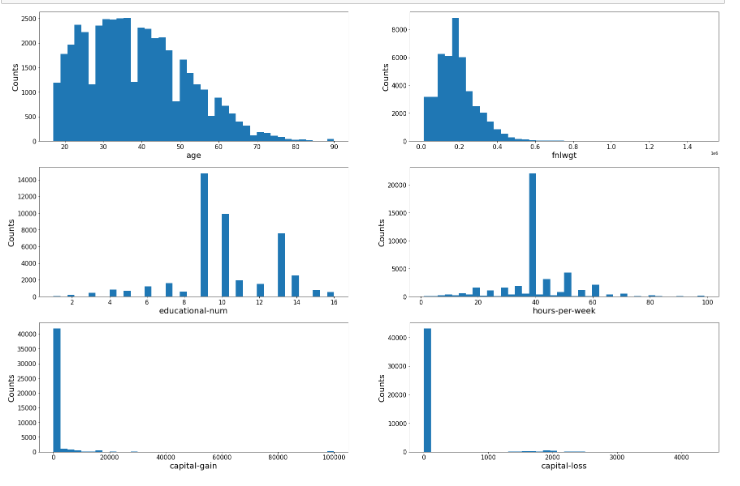 2500
2000
1500
1000
500
0
Counts
20 30 40 50 60 70 80 90
age
8000
6000
4000
2000
0
Counts
0.0 0.2 0.4 0.6 0.8 1.0 1.2 1.4
1e6
fnlwgt
14000
12000
10000
8000
6000
4000
2000
0
Counts
2 4 6 8 10 12 14 16
educational-num
20000
15000
10000
5000
0
Counts
0 20 40 60 80 100
hours-per-week
40000
35000
30000
25000
20000
15000
10000
5000
0
Counts
0 20000 40000 60000 80000 100000
capital-gain
40000
30000
20000
10000
0
Counts
0 1000 2000 3000 4000
capital-loss